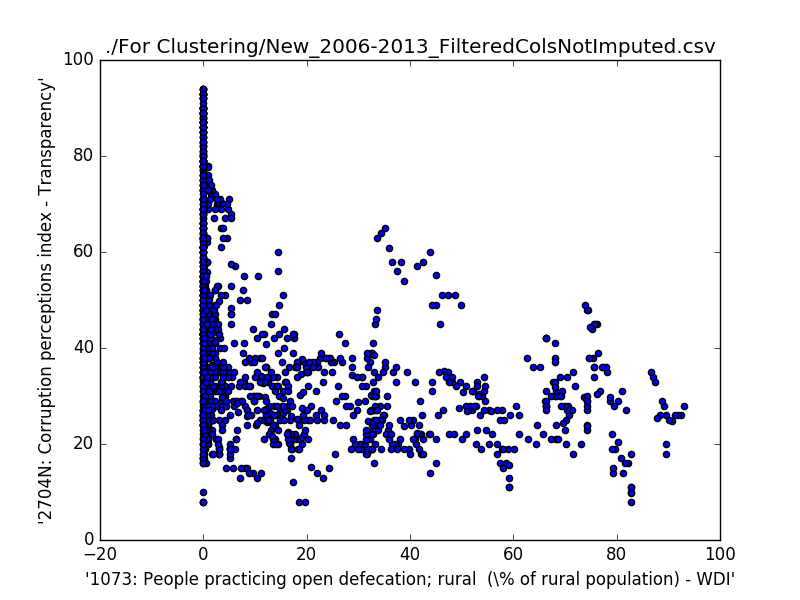 ./For Clustering/New_2006-2013_FilteredColsNotImputed.csv
100
80
60
40
20
0
'2704N: Corruption perceptions index - Transparency'
−20 0 20 40 60 80 100
'1073: People practicing open defecation; rural (\% of rural population) - WDI'